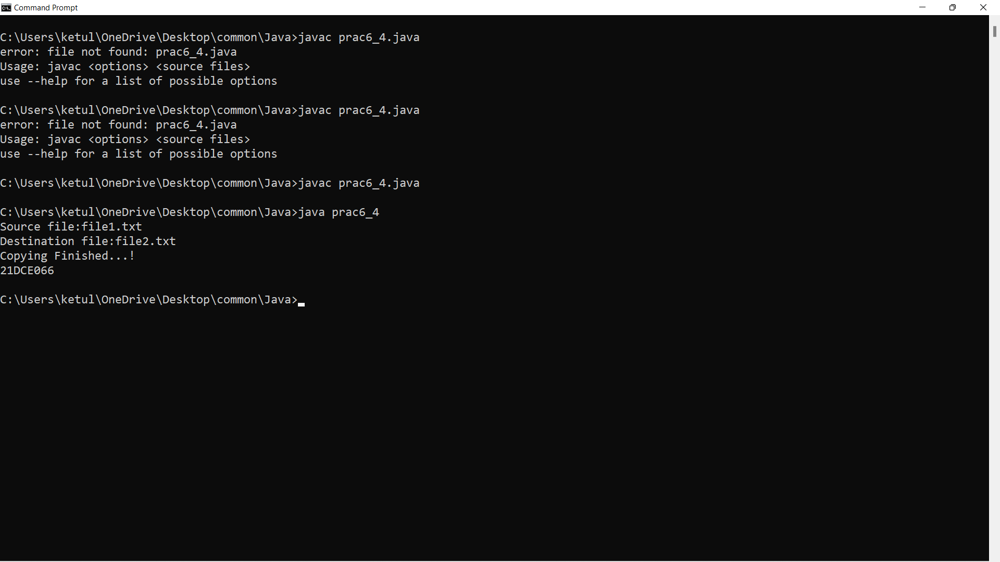 Command Prompt
C:\Users\ketul\OneDrive\Desktop\common\Java>javac prac6_4.java
error: file not found: prac6_4.java
Usage: javac <options> <source files>
use --help for a list of possible options
C:\Users\ketul\OneDrive\Desktop\common\Java>javac prac6_4.java
error: file not found: prac6_4.java
Usage: javac <options> <source files>
use --help for a list of possible options
C:\Users\ketul\OneDrive\Desktop\common\Java>javac prac6_4.java
C:\Users\ketul\OneDrive\Desktop\common\Java>java prac6_4
Source file:file1.txt
Destination file:file2.txt
Copying Finished...!
21DCE066
C:\Users\ketul\OneDrive\Desktop\common\Java>